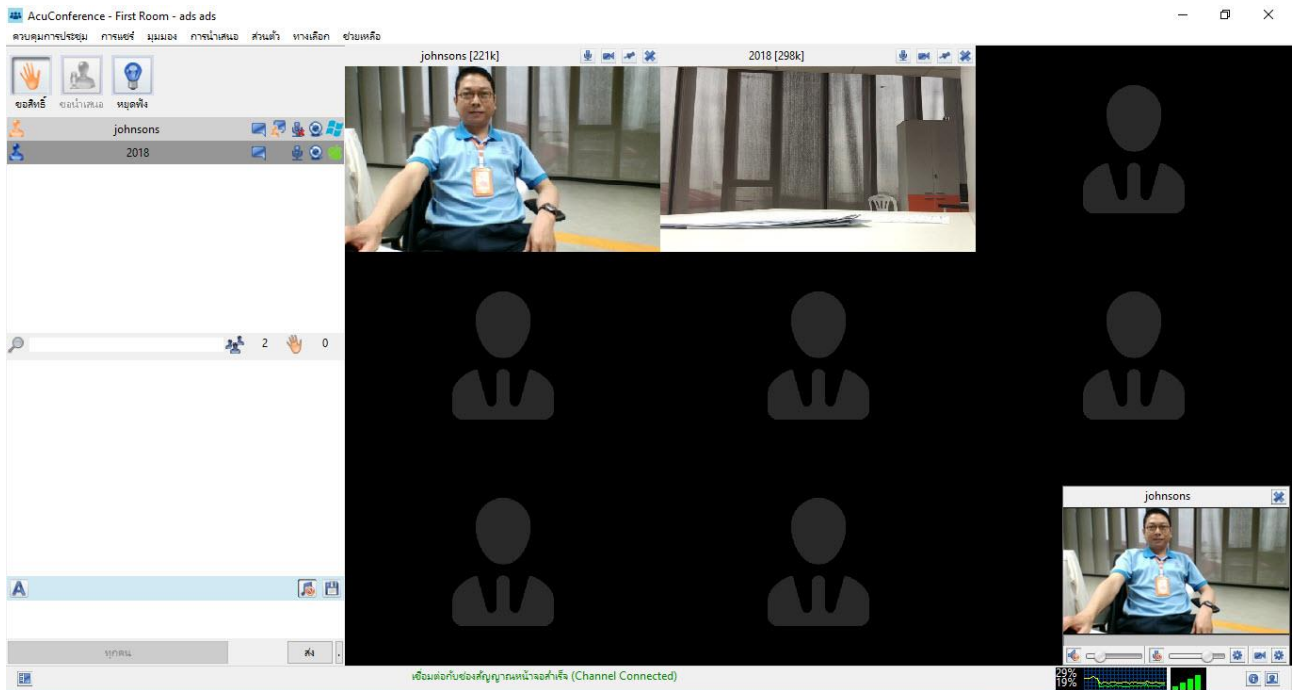 AcuConference - First Room - ads ads
ควบคุมการประชุม การแชร์ มุมมอง การนำเสนอ ส่วนตัว ทางเลือก ช่วยเหลือ
ขอสิทธิ์ ขอนำเสนอ หยุดฟัง
johnsons
2018
2 0
A
ทุกคน ส่ง
johnsons [221k]
2018 [298k]
johnsons
เชื่อมต่อกับช่องสัญญาณหน้าจอสำเร็จ (Channel Connected)
29%
19%